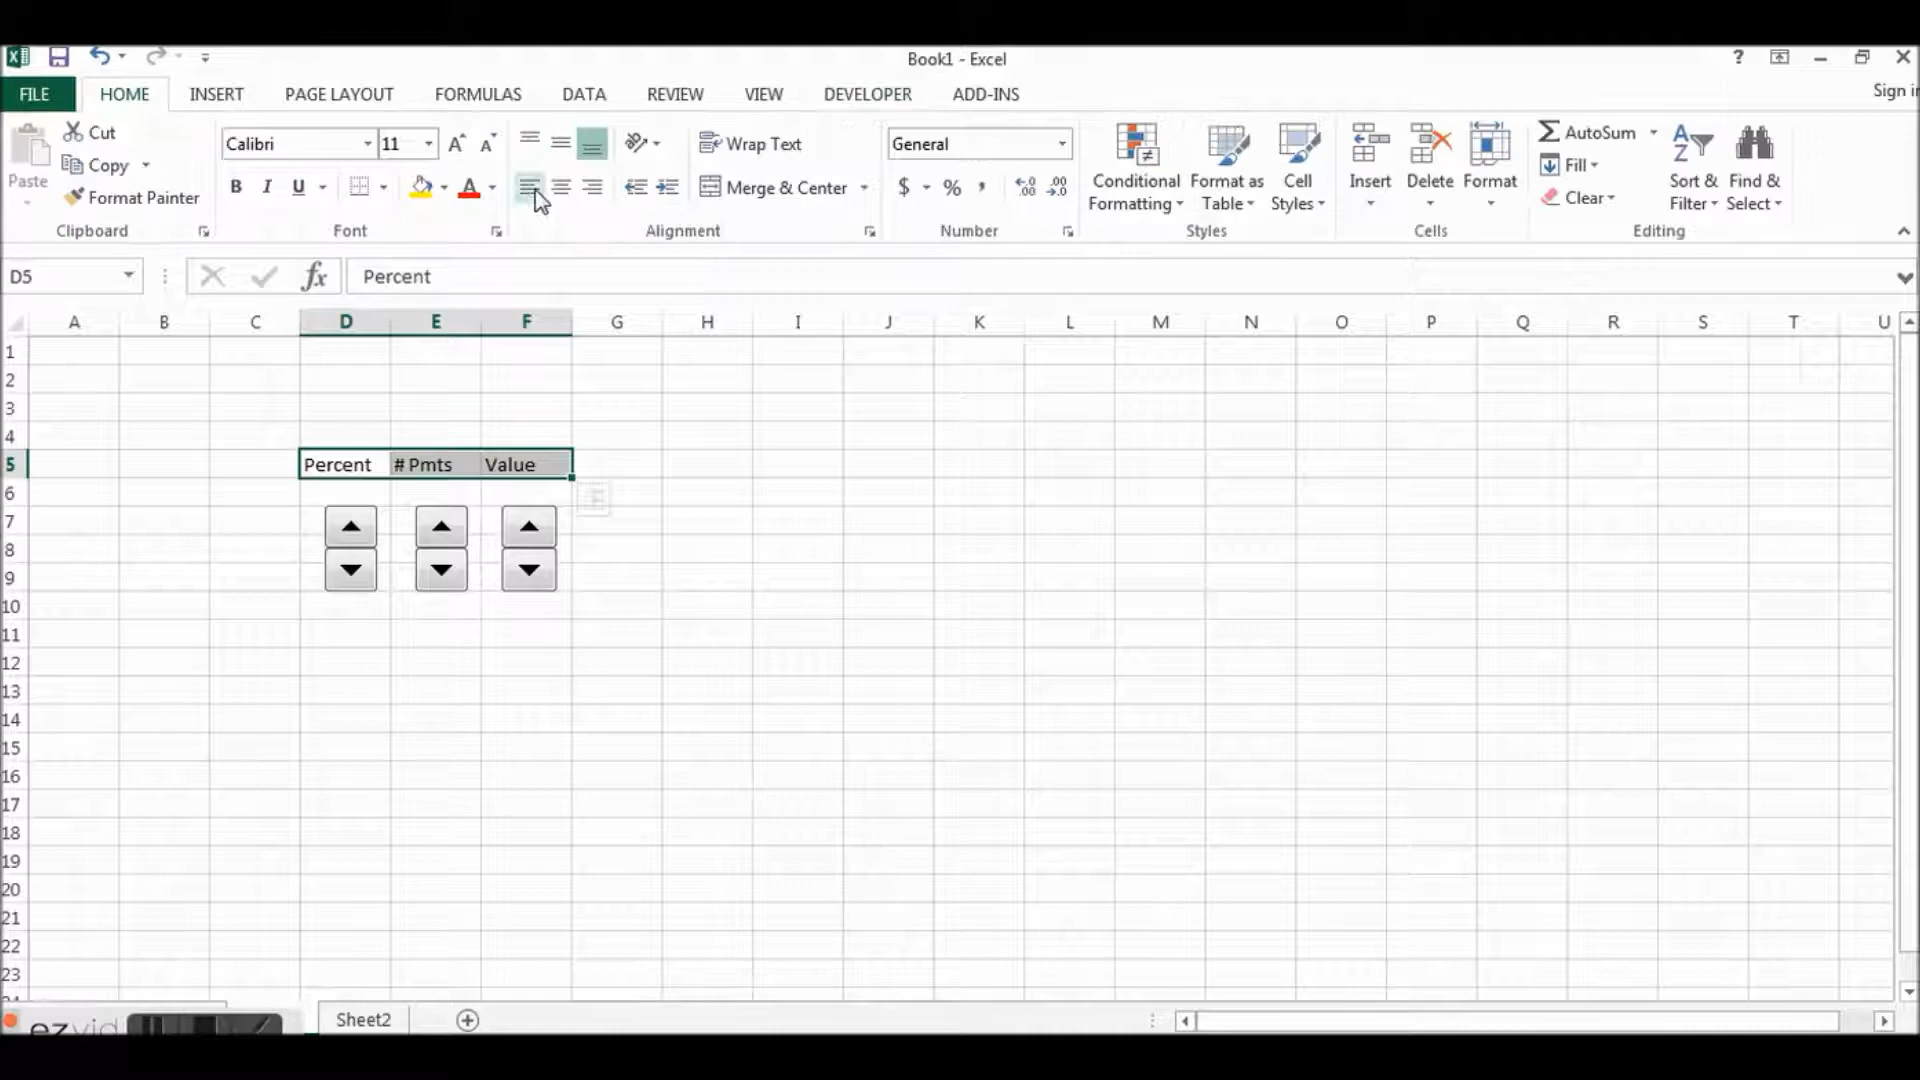 Book1 - Excel
?
FILE HOME INSERT PAGE LAYOUT FORMULAS DATA REVIEW VIEW DEVELOPER ADD-INS
Sign in
Paste
Cut
Copy
Format Painter
Clipboard
Calibri 11
B I U
Font
Wrap Text
Merge & Center
Alignment
General
$ % ,
Number
Conditional Formatting
Format as Table
Cell Styles
Styles
Insert
Delete
Format
Cells
AutoSum
Fill
Clear
Sort & Filter
Find & Select
Editing
D5 fx Percent
A B C D E F G H I J K L M N O P Q R S T U
1
2
3
4
5 Percent # Pmts Value
6
7
8
9
10
11
12
13
14
15
16
17
18
19
20
21
22
23
ezvid
Sheet2